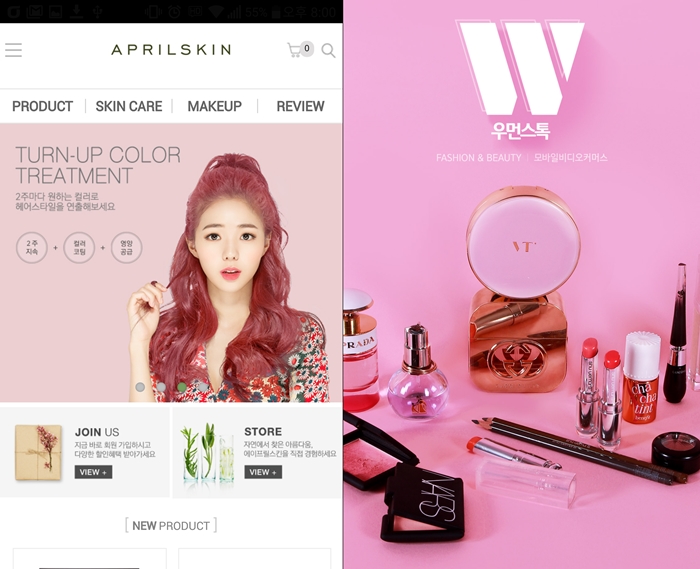 55% 오후 8:00
APRILSKIN
0
PRODUCT
SKIN CARE
MAKEUP
REVIEW
TURN-UP COLOR
TREATMENT
2주마다 원하는 컬러로
헤어스타일을 연출해보세요
2 주
지속
+
컬러
코팅
+
영양
공급
JOIN US
지금 바로 회원 가입하시고
다양한 할인혜택 받아가세요
VIEW +
STORE
자연에서 찾은 아름다움,
에이프릴스킨을 직접 경험하세요
VIEW +
[ NEW PRODUCT ]
W
우먼스톡
FASHION & BEAUTY | 모바일비디오커머스
VT
PRADA
cha
cha
tint
benefit
NARS